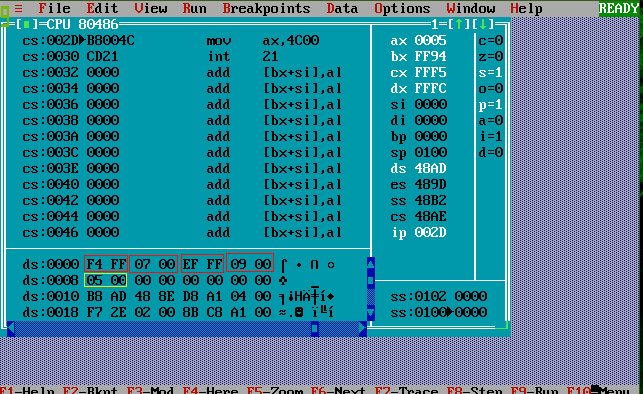 ≡ File Edit View Run Breakpoints Data Options Window Help READY
[■]=CPU 80486 1=[↑][↓]
cs:002D▶B8004C mov ax,4C00 ax 0005 c=0
cs:0030 CD21 int 21 bx FF94 z=0
cs:0032 0000 add [bx+si],al cx FFF5 s=1
cs:0034 0000 add [bx+si],al dx FFFC o=0
cs:0036 0000 add [bx+si],al si 0000 p=1
cs:0038 0000 add [bx+si],al di 0000 a=0
cs:003A 0000 add [bx+si],al bp 0000 i=1
cs:003C 0000 add [bx+si],al sp 0100 d=0
cs:003E 0000 add [bx+si],al ds 48AD
cs:0040 0000 add [bx+si],al es 489D
cs:0042 0000 add [bx+si],al ss 48B2
cs:0044 0000 add [bx+si],al cs 48AE
cs:0046 0000 add [bx+si],al ip 002D
ds:0000 F4 FF 07 00 EF FF 09 00 ⌠ • ∩ ○
ds:0008 05 00 00 00 00 00 00 00 ♣
ds:0010 B8 AD 48 8E D8 A1 04 00 ╕¡HÄ╪í♦ ss:0102 0000
ds:0018 F7 2E 02 00 8B C8 A1 00 ≈.☻ ï╚í ss:0100▶0000
F1-Help F2-Bkpt F3-Mod F4-Here F5-Zoom F6-Next F7-Trace F8-Step F9-Run F10-Menu